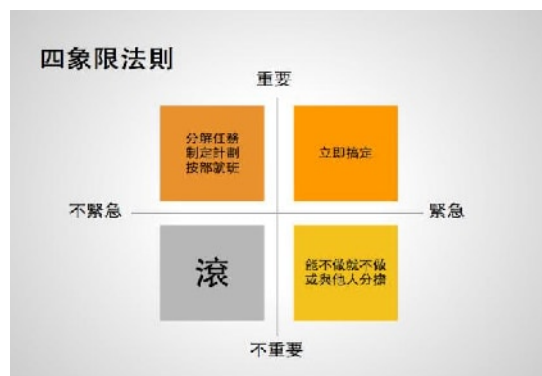 四象限法則
重要
分解任務
制定計劃
按部就班
立即搞定
不緊急
緊急
滾
能不做就不做
或與他人分擔
不重要